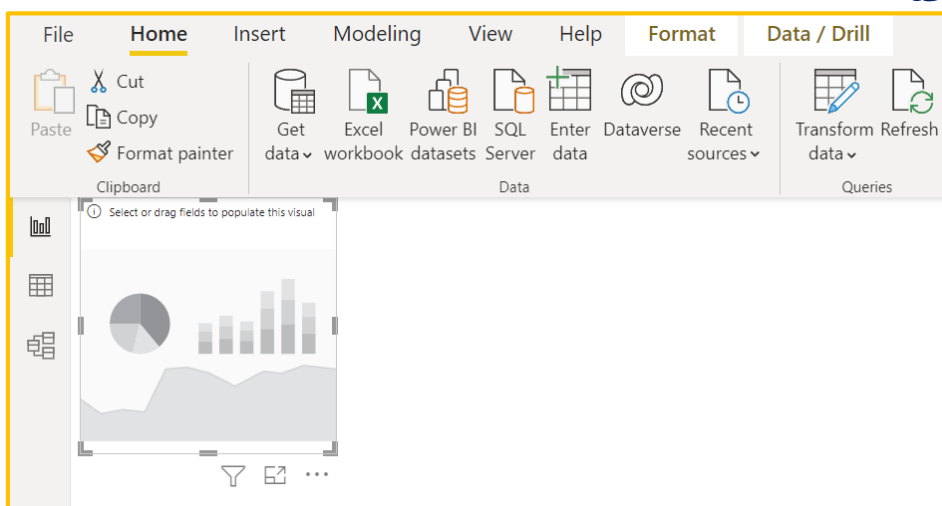 File Home Insert Modeling View Help Format Data / Drill
Paste
Cut
Copy
Format painter
Clipboard
Get data
Excel workbook
X
Power BI datasets
SQL Server
Enter data
Dataverse
Recent sources
Data
Transform data
Refresh
Queries
Select or drag fields to populate this visual